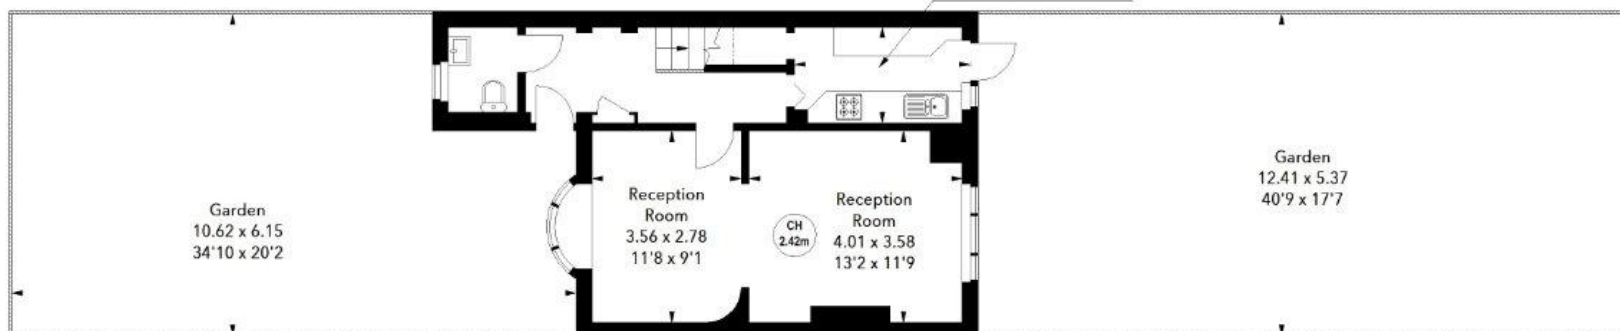 Garden
10.62 x 6.15
34'10 x 20'2
Reception
Room
3.56 x 2.78
11'8 x 9'1
CH
2.42m
Reception
Room
4.01 x 3.58
13'2 x 11'9
Garden
12.41 x 5.37
40'9 x 17'7